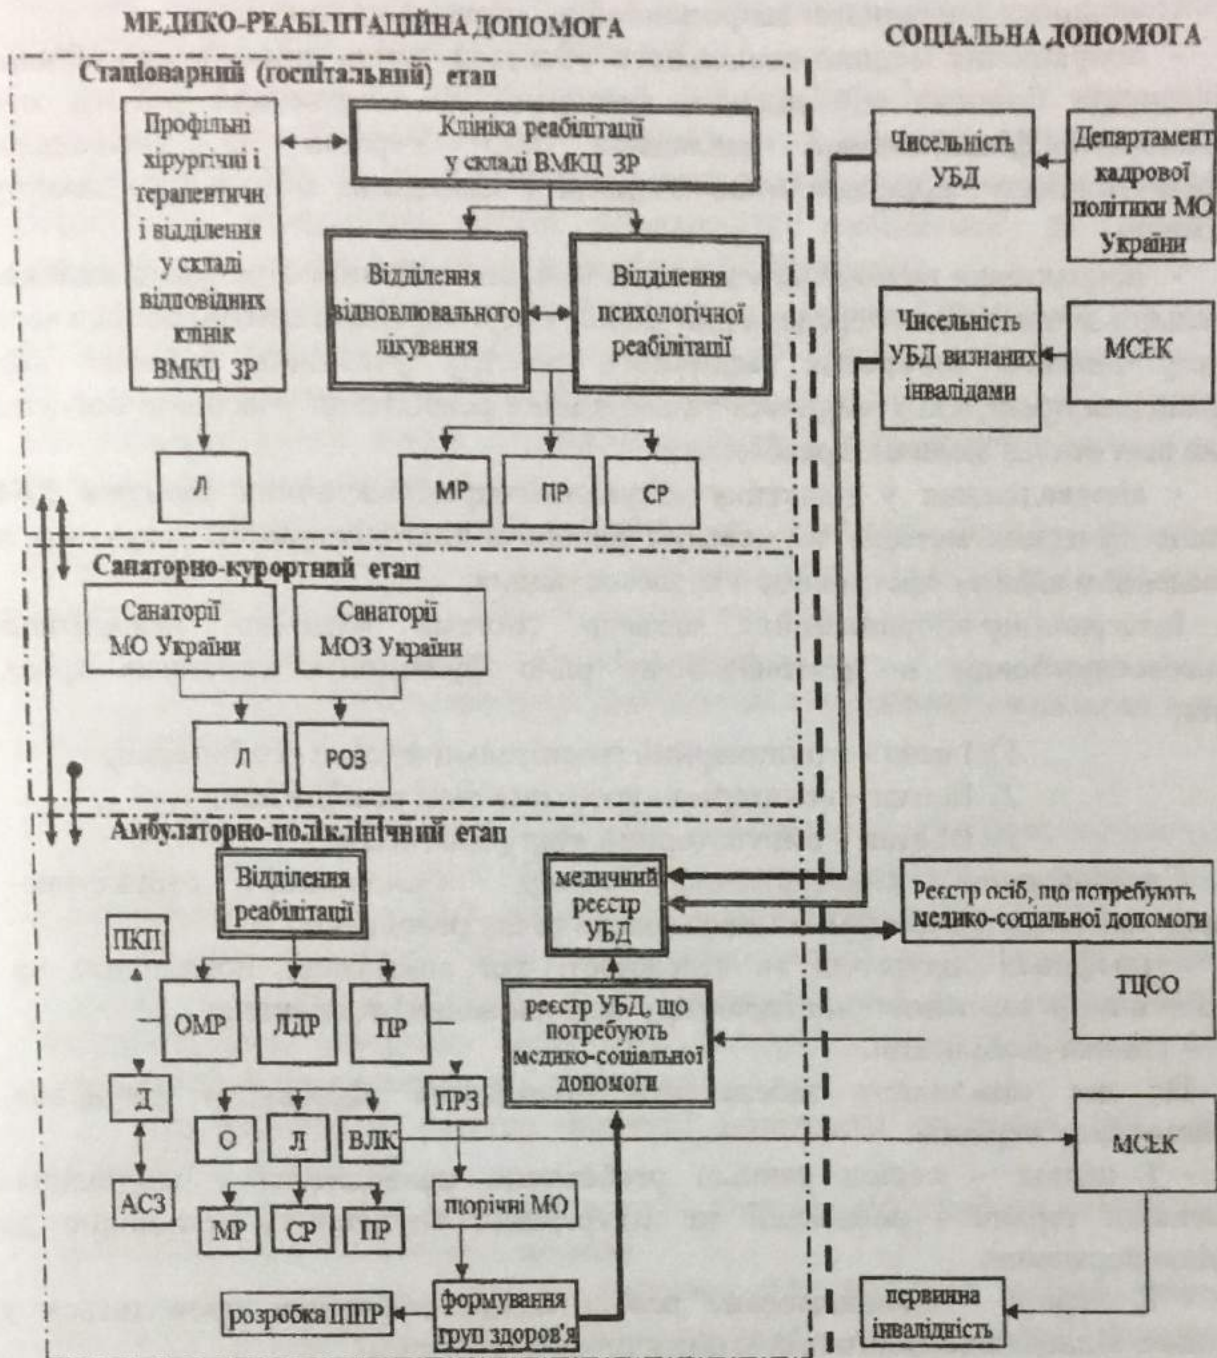 МЕДИКО-РЕАБІЛІТАЦІЙНА ДОПОМОГА
СОЦІАЛЬНА ДОПОМОГА
Стаціоварний (госпітальний) етап
Профільні
хірургічні і
терапевтичн
і відділення
у складі
відповідних
клінік
ВМКЦ ЗР
Клініка реабілітації
у складі ВМКЦ ЗР
Відділення
відновлювального
лікування
Відділення
психологічної
реабілітації
Л
МР
ПР
СР
Чисельність
УБД
Департамент
кадрової
політики МО
України
Чисельність
УБД визнаних
інвалідами
МСЕК
Санаторно-курортний етап
Санаторії
МО України
Санаторії
МОЗ України
Л
РОЗ
Амбулаторно-поліклінічний етап
Відділення
реабілітації
медичний
реєстр
УБД
Реєстр осіб, що потребують
медико-соціальної допомоги
ТЦСО
ПКП
ОМР
ЛДР
ПР
реєстр УБД, що
потребують
медико-соціальної
допомоги
Д
ПРЗ
О
Л
ВЛК
МСЕК
АСЗ
МР
СР
ПР
щорічні МО
розробка ІППР
формування
груп здоров'я
первинна
інвалідність